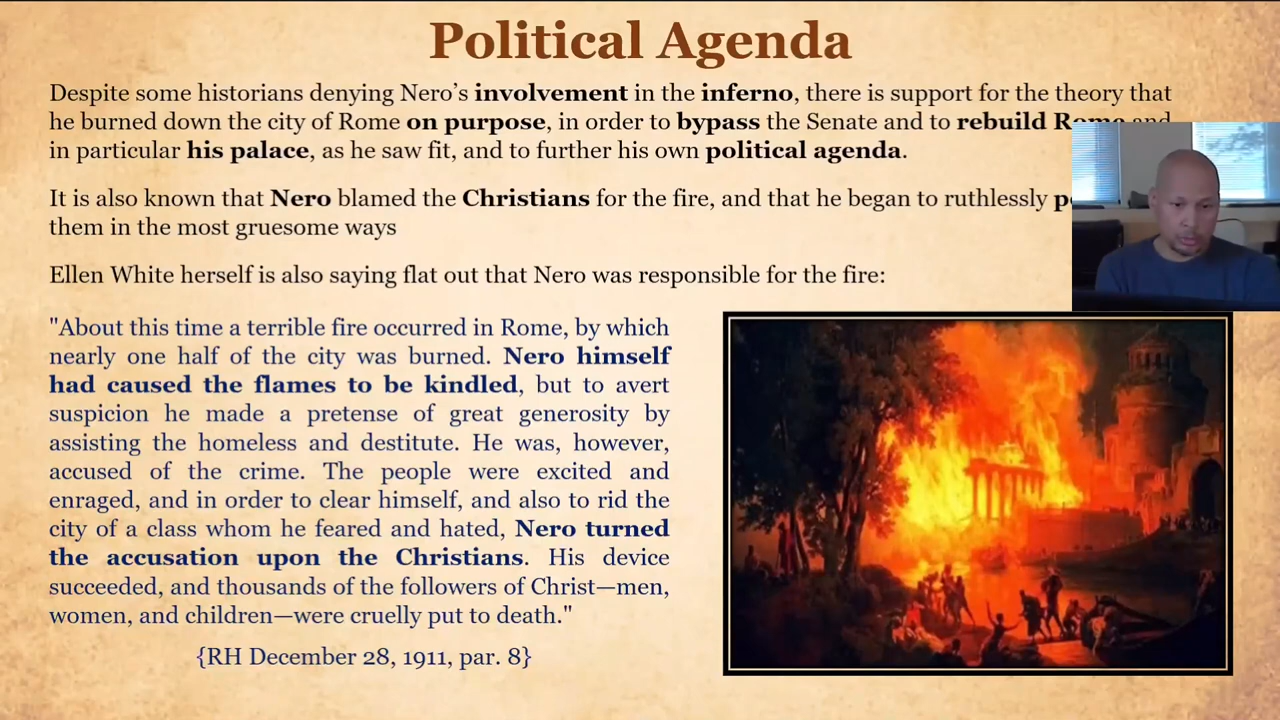 Political Agenda
Despite some historians denying Nero's involvement in the inferno, there is support for the theory that
he burned down the city of Rome on purpose, in order to bypass the Senate and to rebuild Rome and
in particular his palace, as he saw fit, and to further his own political agenda.
It is also known that Nero blamed the Christians for the fire, and that he began to ruthlessly
them in the most gruesome ways
Ellen White herself is also saying flat out that Nero was responsible for the fire:
"About this time a terrible fire occurred in Rome, by which
nearly one half of the city was burned. Nero himself
had caused the flames to be kindled, but to avert
suspicion he made a pretense of great generosity by
assisting the homeless and destitute. He was, however,
accused of the crime. The people were excited and
enraged, and in order to clear himself, and also to rid the
city of a class whom he feared and hated, Nero turned
the accusation upon the Christians. His device
succeeded, and thousands of the followers of Christ—men,
women, and children—were cruelly put to death."
{RH December 28, 1911, par. 8}